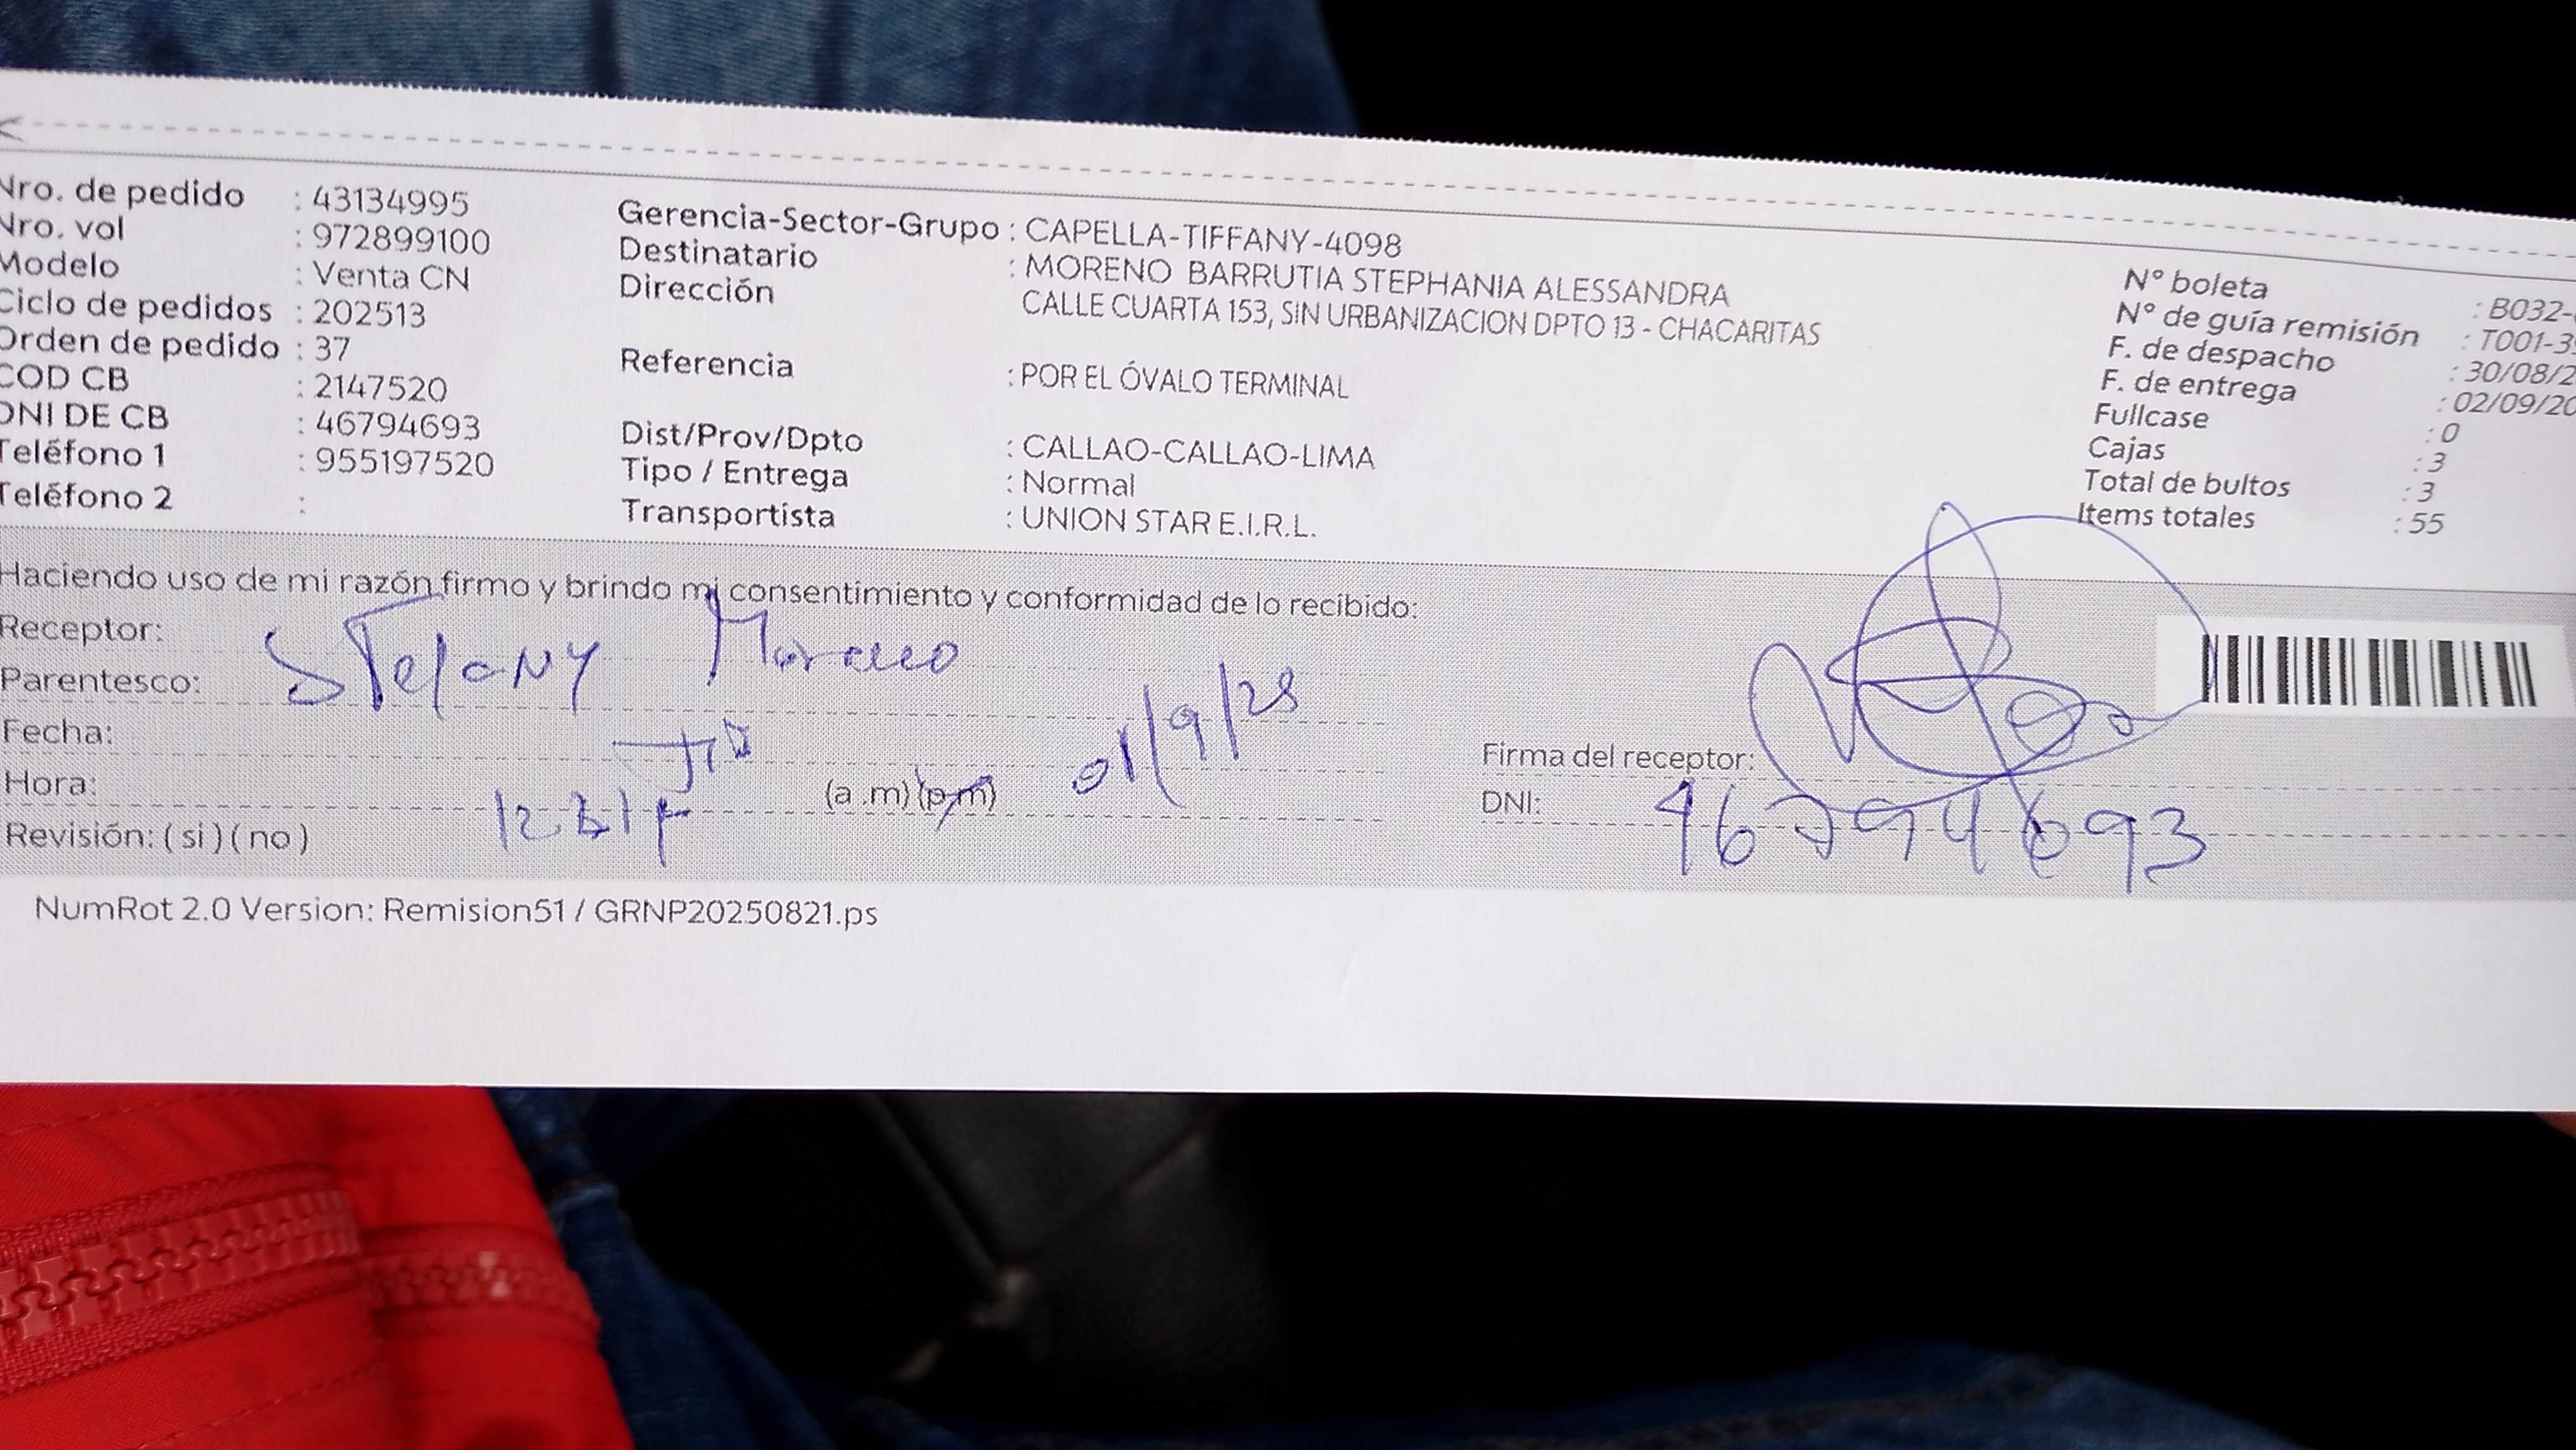 Nro. de pedido : 43134995
Nro. vol : 972899100
Modelo : Venta CN
Ciclo de pedidos : 202513
Orden de pedido : 37
COD CB : 2147520
DNI DE CB : 46794693
Teléfono 1 : 955197520
Teléfono 2 :
Gerencia-Sector-Grupo : CAPELLA-TIFFANY-4098
Destinatario : MORENO BARRUTIA STEPHANIA ALESSANDRA
Dirección CALLE CUARTA 153, SIN URBANIZACION DPTO 13 - CHACARITAS
Referencia : POR EL ÓVALO TERMINAL
Dist/Prov/Dpto : CALLAO-CALLAO-LIMA
Tipo / Entrega : Normal
Transportista : UNION STAR E.I.R.L.
N° boleta : B032-
N° de guía remisión : T001-3
F. de despacho : 30/08/2
F. de entrega : 02/09/20
Fullcase : 0
Cajas : 3
Total de bultos : 3
Items totales : 55
Haciendo uso de mi razón firmo y brindo mi consentimiento y conformidad de lo recibido:
Receptor: STefany Moreno
Parentesco:
Fecha: 01/9/25
Hora: (a.m) (p.m)
Revisión: ( si ) ( no )
Firma del receptor:
DNI: 46794693
NumRot 2.0 Version: Remision51 / GRNP20250821.ps